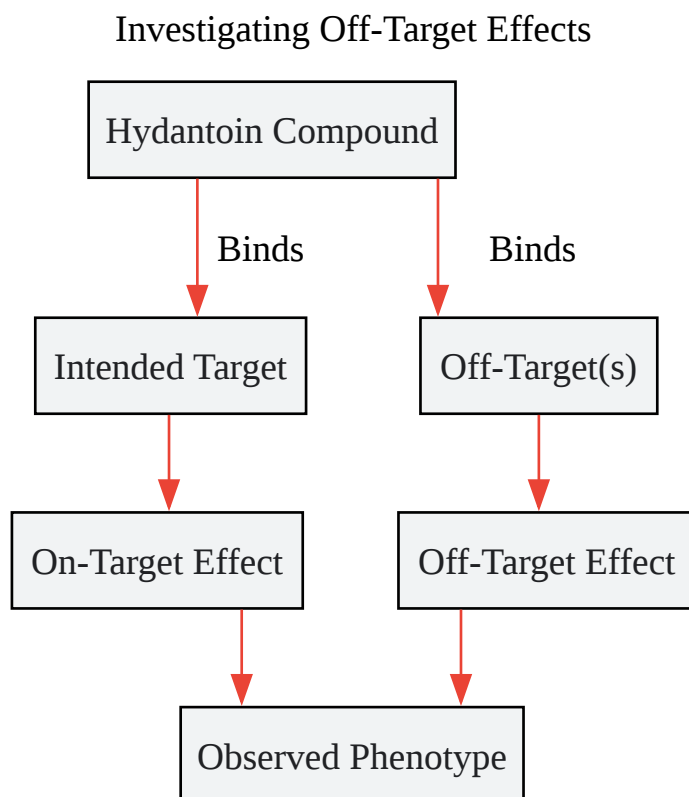 Investigating Off-Target Effects
Hydantoin Compound
Binds
Binds
Intended Target
Off-Target(s)
On-Target Effect
Off-Target Effect
Observed Phenotype